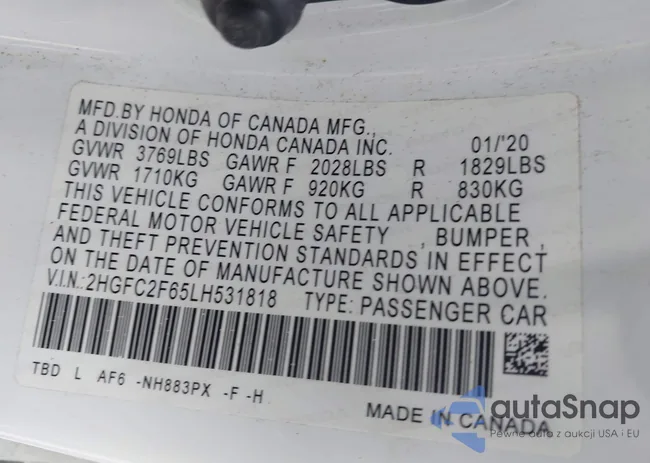 MFD.BY HONDA OF CANADA MFG.,
A DIVISION OF HONDA CANADA INC. 01/'20
GVWR 3769LBS GAWR F 2028LBS R 1829LBS
GVWR 1710KG GAWR F 920KG R 830KG
THIS VEHICLE CONFORMS TO ALL APPLICABLE
FEDERAL MOTOR VEHICLE SAFETY , BUMPER ,
AND THEFT PREVENTION STANDARDS IN EFFECT
ON THE DATE OF MANUFACTURE SHOWN ABOVE.
V.I.N.:2HGFC2F65LH531818 TYPE: PASSENGER CAR
TBD L AF6 -NH883PX -F -H
MADE IN CANADA
autaSnap
Pewne auta z aukcji USA i EU